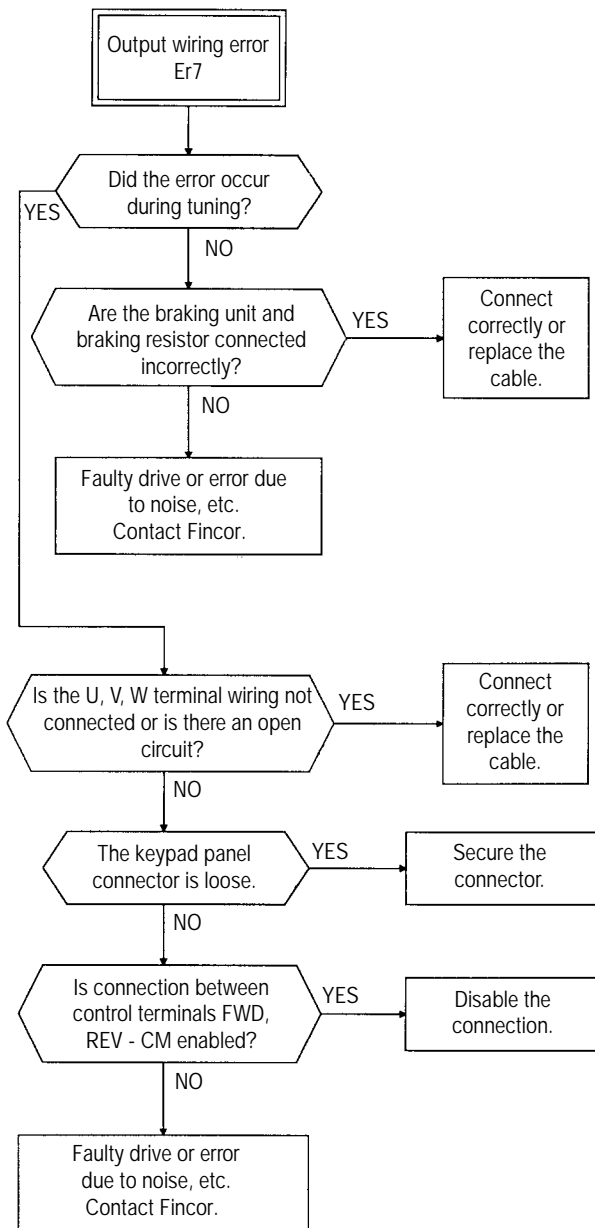 Output wiring error
Er7
Did the error occur
during tuning?
YES
NO
Are the braking unit and
braking resistor connected
incorrectly?
YES
Connect
correctly or
replace the
cable.
NO
Faulty drive or error due
to noise, etc.
Contact Fincor.
Is the U, V, W terminal wiring not
connected or is there an open
circuit?
YES
Connect
correctly or
replace the
cable.
NO
The keypad panel
connector is loose.
YES
Secure the
connector.
NO
Is connection between
control terminals FWD,
REV - CM enabled?
YES
Disable the
connection.
NO
Faulty drive or error
due to noise, etc.
Contact Fincor.